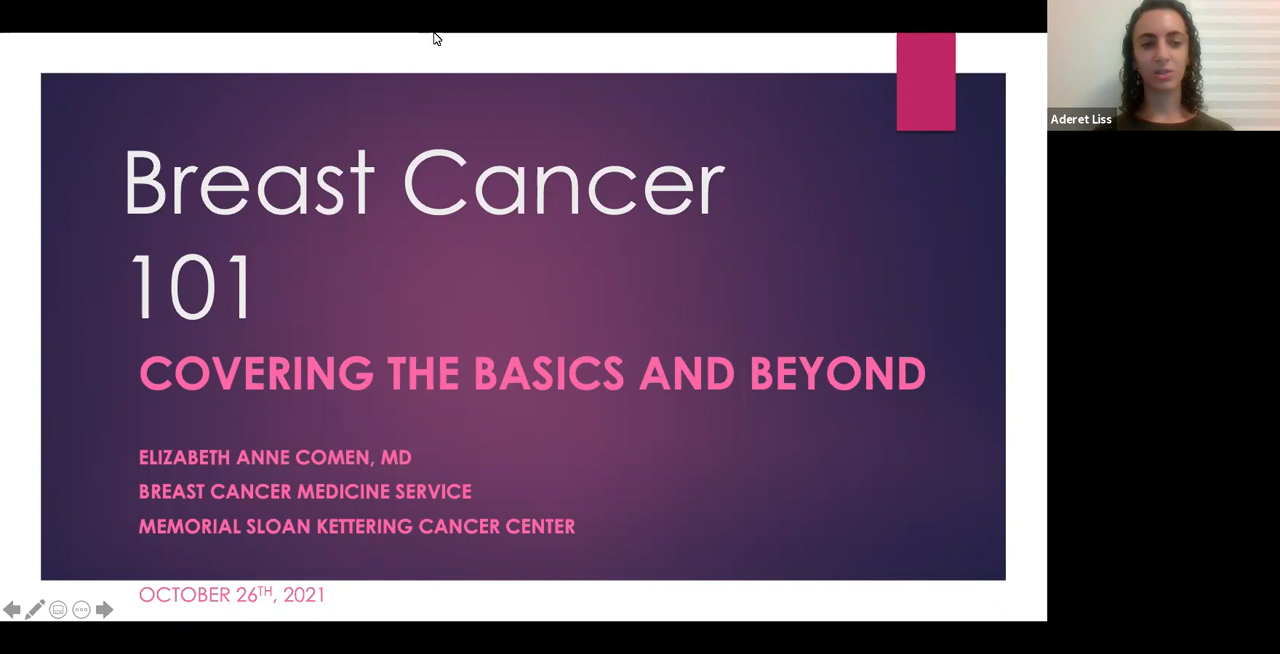 Breast Cancer
101
COVERING THE BASICS AND BEYOND
ELIZABETH ANNE COMEN, MD
BREAST CANCER MEDICINE SERVICE
MEMORIAL SLOAN KETTERING CANCER CENTER
OCTOBER 26TH, 2021
Aderet Liss